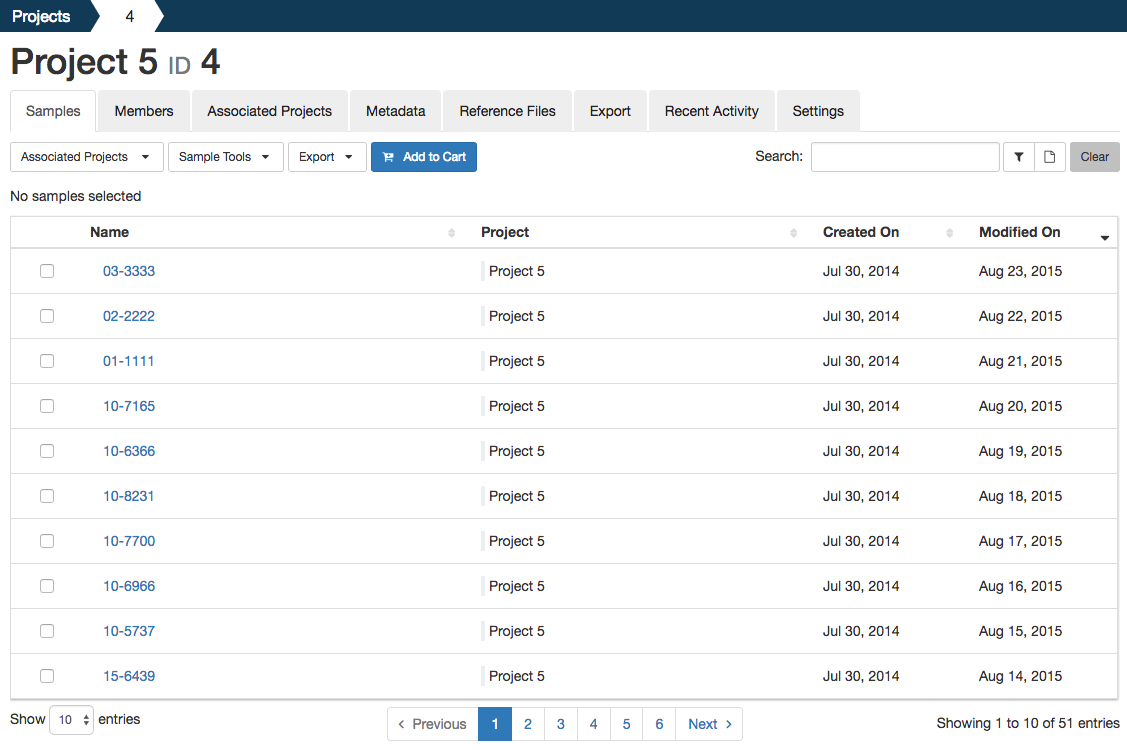 Projects 4
Project 5 ID 4
Samples Members Associated Projects Metadata Reference Files Export Recent Activity Settings
Associated Projects Sample Tools Export Add to Cart Search: Clear
No samples selected
Name Project Created On Modified On
03-3333 Project 5 Jul 30, 2014 Aug 23, 2015
02-2222 Project 5 Jul 30, 2014 Aug 22, 2015
01-1111 Project 5 Jul 30, 2014 Aug 21, 2015
10-7165 Project 5 Jul 30, 2014 Aug 20, 2015
10-6366 Project 5 Jul 30, 2014 Aug 19, 2015
10-8231 Project 5 Jul 30, 2014 Aug 18, 2015
10-7700 Project 5 Jul 30, 2014 Aug 17, 2015
10-6966 Project 5 Jul 30, 2014 Aug 16, 2015
10-5737 Project 5 Jul 30, 2014 Aug 15, 2015
15-6439 Project 5 Jul 30, 2014 Aug 14, 2015
Show 10 entries Previous 1 2 3 4 5 6 Next Showing 1 to 10 of 51 entries